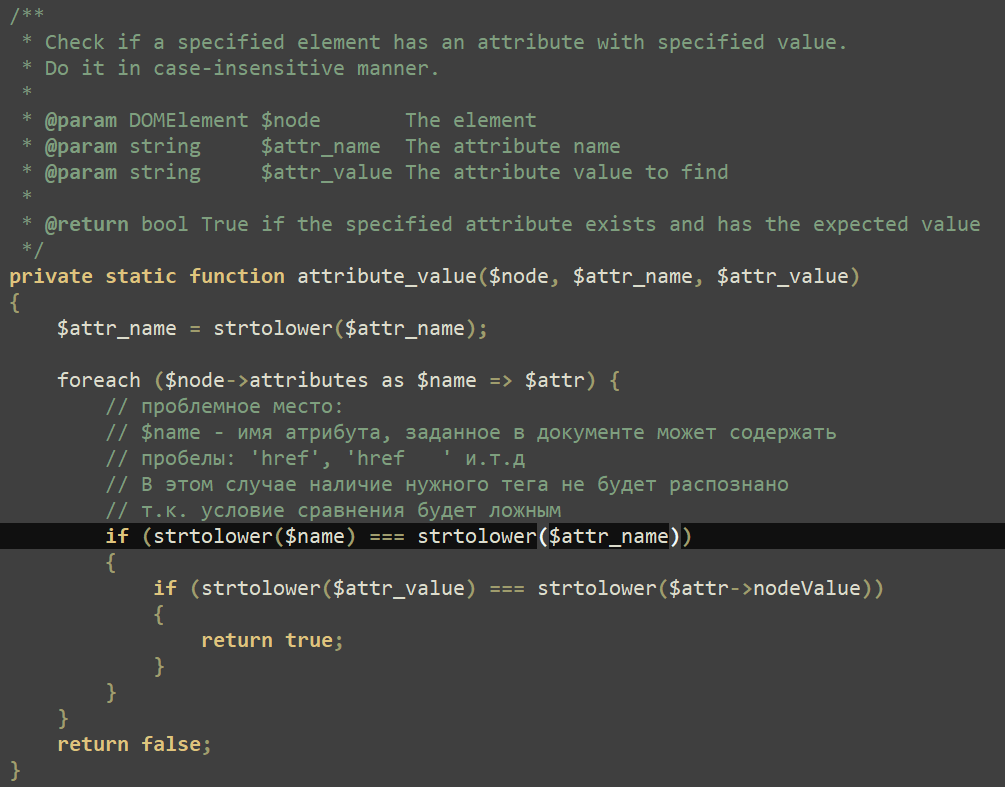 /**
 * Check if a specified element has an attribute with specified value.
 * Do it in case-insensitive manner.
 *
 * @param DOMElement $node       The element
 * @param string     $attr_name  The attribute name
 * @param string     $attr_value The attribute value to find
 *
 * @return bool True if the specified attribute exists and has the expected value
 */
private static function attribute_value($node, $attr_name, $attr_value)
{
    $attr_name = strtolower($attr_name);

    foreach ($node->attributes as $name => $attr) {
        // проблемное место:
        // $name - имя атрибута, заданное в документе может содержать
        // пробелы: 'href', 'href   ' и.т.д
        // В этом случае наличие нужного тега не будет распознано
        // т.к. условие сравнения будет ложным
        if (strtolower($name) === strtolower($attr_name))
        {
            if (strtolower($attr_value) === strtolower($attr->nodeValue))
            {
                return true;
            }
        }
    }
    return false;
}